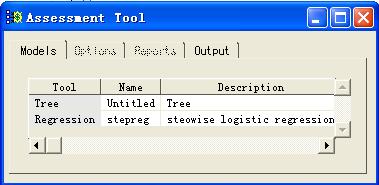 Assessment Tool
Models Options Reports Output
Tool Name Description
Tree Untitled Tree
Regression stepreg steowise logistic regression